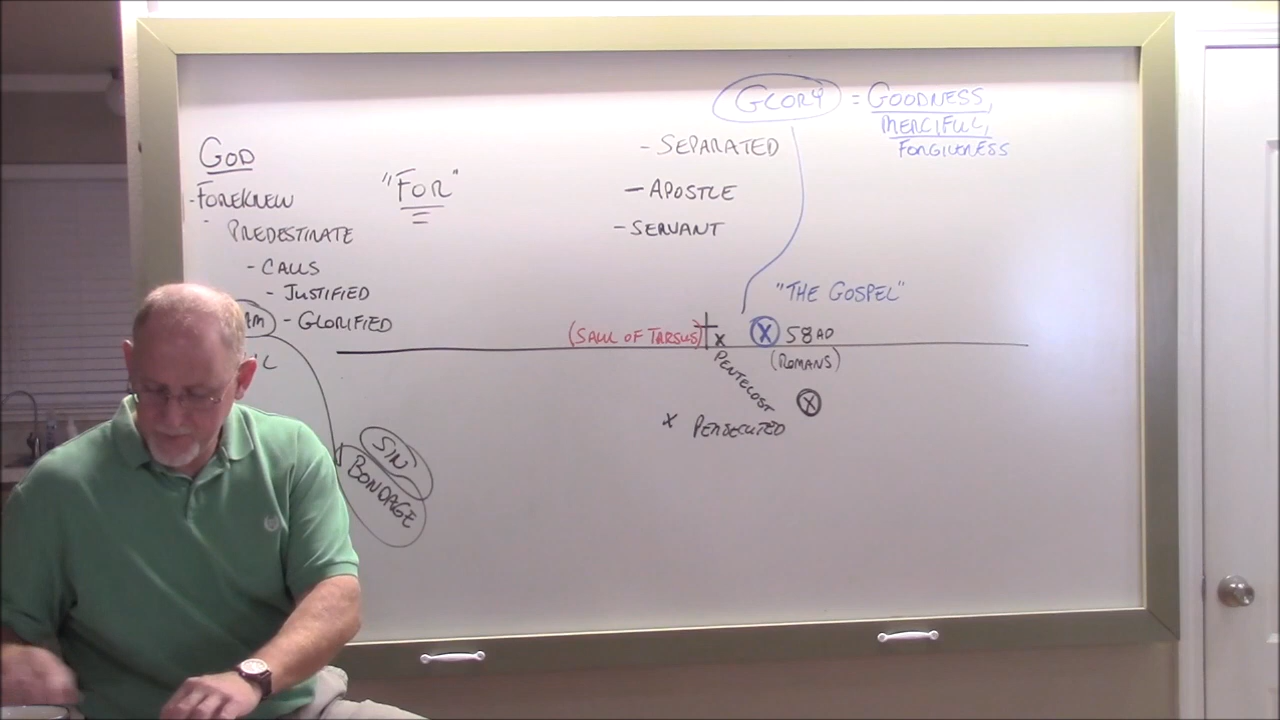 GOD
- FOREKNEW
- PREDESTINATE
- CALLS
- JUSTIFIED
- GLORIFIED
"FOR"
GLORY = GOODNESS,
MERCIFUL,
FORGIVENESS
- SEPARATED
- APOSTLE
- SERVANT
"THE GOSPEL"
(SAUL OF TARSUS)
X
X 58 AD
(ROMANS)
PENTECOST
X
X PERSECUTED
SIN
BONDAGE